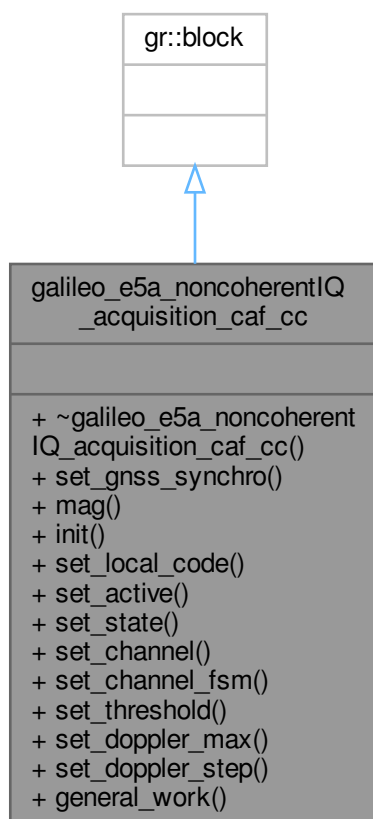 gr::block
galileo_e5a_noncoherentIQ
_acquisition_caf_cc
+ ~galileo_e5a_noncoherent
IQ_acquisition_caf_cc()
+ set_gnss_synchro()
+ mag()
+ init()
+ set_local_code()
+ set_active()
+ set_state()
+ set_channel()
+ set_channel_fsm()
+ set_threshold()
+ set_doppler_max()
+ set_doppler_step()
+ general_work()